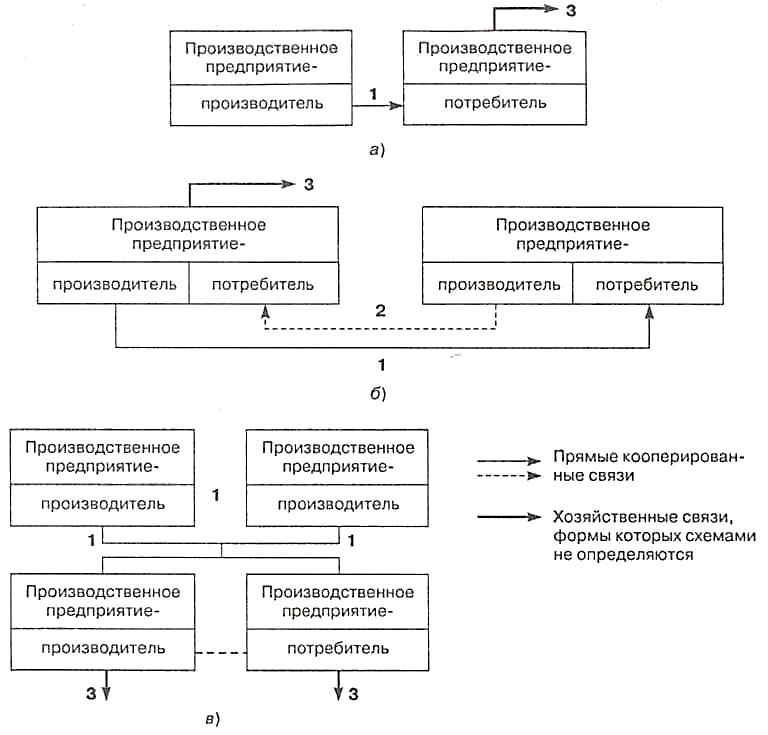 3
Производственное
предприятие-
производитель
1
Производственное
предприятие-
потребитель
а)
3
Производственное
предприятие-
производитель
потребитель
Производственное
предприятие-
производитель
потребитель
2
1
б)
Производственное
предприятие-
производитель
1
Производственное
предприятие-
производитель
1
1
Производственное
предприятие-
производитель
Производственное
предприятие-
потребитель
3
3
в)
Прямые кооперирован-
ные связи
Хозяйственные связи,
формы которых схемами
не определяются